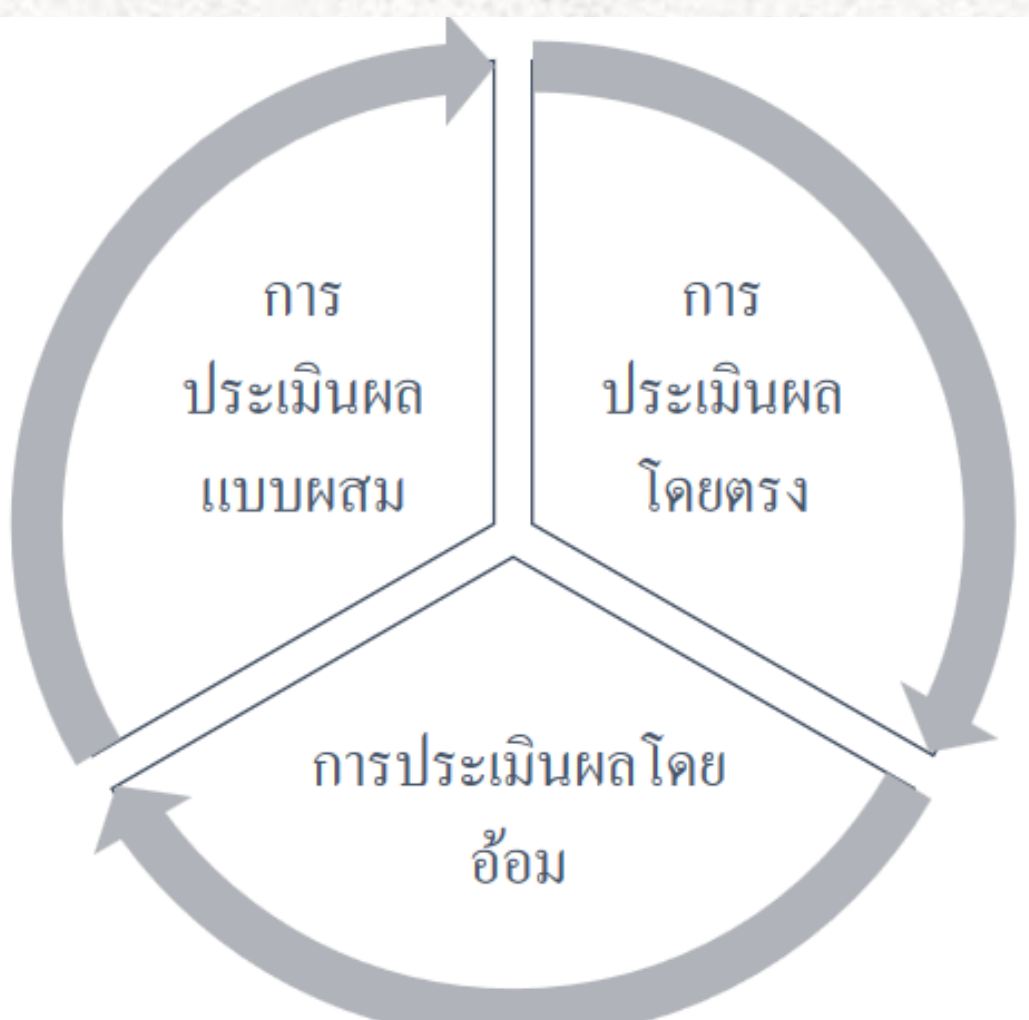 การ
ประเมินผล
แบบผสม
การ
ประเมินผล
โดยตรง
การประเมินผลโดย
อ้อม